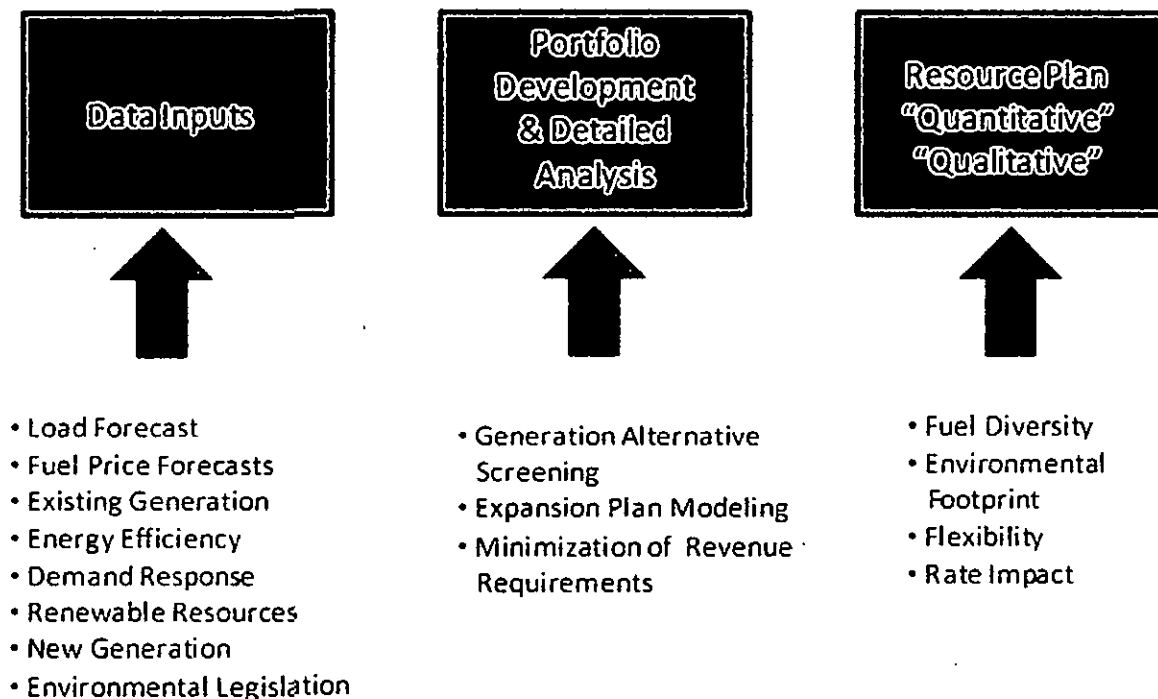 Data Inputs
Portfolio
Development
& Detailed
Analysis
Resource Plan
“Quantitative”
“Qualitative”
• Load Forecast
• Fuel Price Forecasts
• Existing Generation
• Energy Efficiency
• Demand Response
• Renewable Resources
• New Generation
• Environmental Legislation
• Generation Alternative
Screening
• Expansion Plan Modeling
• Minimization of Revenue
Requirements
• Fuel Diversity
• Environmental
Footprint
• Flexibility
• Rate Impact